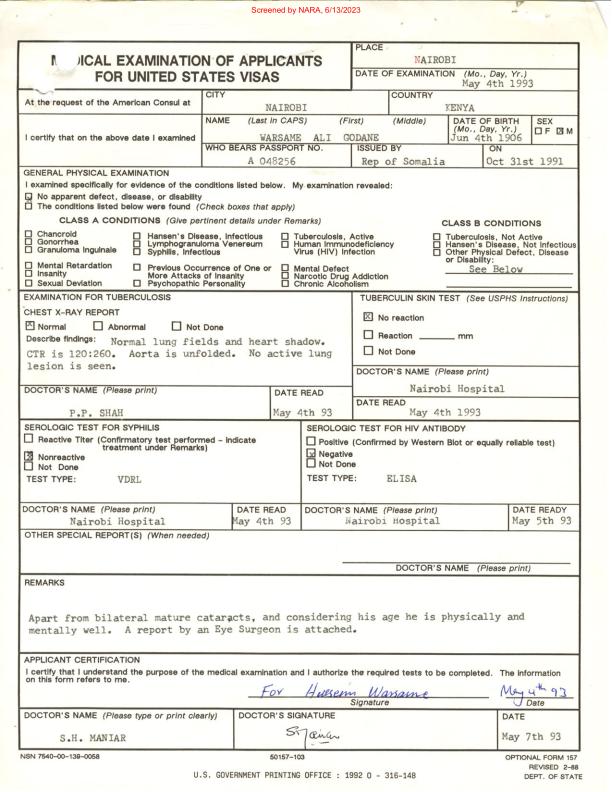 Screened by NARA, 6/13/2023
MEDICAL EXAMINATION OF APPLICANTS
FOR UNITED STATES VISAS
PLACE
NAIROBI
DATE OF EXAMINATION (Mo., Day, Yr.)
May 4th 1993
At the request of the American Consul at
CITY
NAIROBI
COUNTRY
KENYA
I certify that on the above date I examined
NAME (Last in CAPS) (First) (Middle)
WARSAME ALI GODANE
DATE OF BIRTH
(Mo., Day, Yr.)
Jun 4th 1906
SEX
F M
WHO BEARS PASSPORT NO.
A 048256
ISSUED BY
Rep of Somalia
ON
Oct 31st 1991
GENERAL PHYSICAL EXAMINATION
I examined specifically for evidence of the conditions listed below. My examination revealed:
No apparent defect, disease, or disability
The conditions listed below were found (Check boxes that apply)
CLASS A CONDITIONS (Give pertinent details under Remarks)
Chancroid
Gonorrhea
Granuloma Inguinale
Hansen's Disease, Infectious
Lymphogranuloma Venereum
Syphilis, Infectious
Tuberculosis, Active
Human Immunodeficiency
Virus (HIV) Infection
Mental Retardation
Insanity
Sexual Deviation
Previous Occurrence of One or
More Attacks of Insanity
Psychopathic Personality
Mental Defect
Narcotic Drug Addiction
Chronic Alcoholism
CLASS B CONDITIONS
Tuberculosis, Not Active
Hansen's Disease, Not Infectious
Other Physical Defect, Disease
or Disability:
See Below
EXAMINATION FOR TUBERCULOSIS
CHEST X-RAY REPORT
Normal Abnormal Not Done
Describe findings: Normal lung fields and heart shadow.
CTR is 120:260. Aorta is unfolded. No active lung
lesion is seen.
DOCTOR'S NAME (Please print)
P.P. SHAH
DATE READ
May 4th 93
TUBERCULIN SKIN TEST (See USPHS Instructions)
No reaction
Reaction mm
Not Done
DOCTOR'S NAME (Please print)
Nairobi Hospital
DATE READ
May 4th 1993
SEROLOGIC TEST FOR SYPHILIS
Reactive Titer (Confirmatory test performed - indicate
treatment under Remarks)
Nonreactive
Not Done
TEST TYPE: VDRL
DOCTOR'S NAME (Please print)
Nairobi Hospital
DATE READ
May 4th 93
SEROLOGIC TEST FOR HIV ANTIBODY
Positive (Confirmed by Western Blot or equally reliable test)
Negative
Not Done
TEST TYPE: ELISA
DOCTOR'S NAME (Please print)
Nairobi Hospital
DATE READY
May 5th 93
OTHER SPECIAL REPORT(S) (When needed)
DOCTOR'S NAME (Please print)
REMARKS
Apart from bilateral mature cataracts, and considering his age he is physically and
mentally well. A report by an Eye Surgeon is attached.
APPLICANT CERTIFICATION
I certify that I understand the purpose of the medical examination and I authorize the required tests to be completed. The information
on this form refers to me.
For Warsame
Signature
May 4th 93
Date
DOCTOR'S NAME (Please type or print clearly)
S.H. MANIAR
DOCTOR'S SIGNATURE
DATE
May 7th 93
NSN 7540-00-139-0058
50157-103
OPTIONAL FORM 157
REVISED 2-88
DEPT. OF STATE
U.S. GOVERNMENT PRINTING OFFICE : 1992 O - 316-148